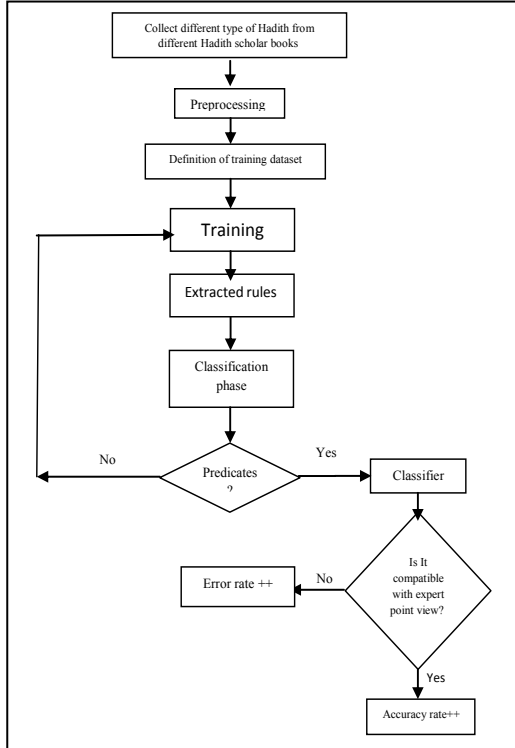 Collect different type of Hadith from
different Hadith scholar books
Preprocessing
Definition of training dataset
Training
Extracted rules
Classification
phase
No
Predicates
?
Yes
Classifier
Is It
compatible
with expert
point view?
No
Error rate ++
Yes
Accuracy rate++